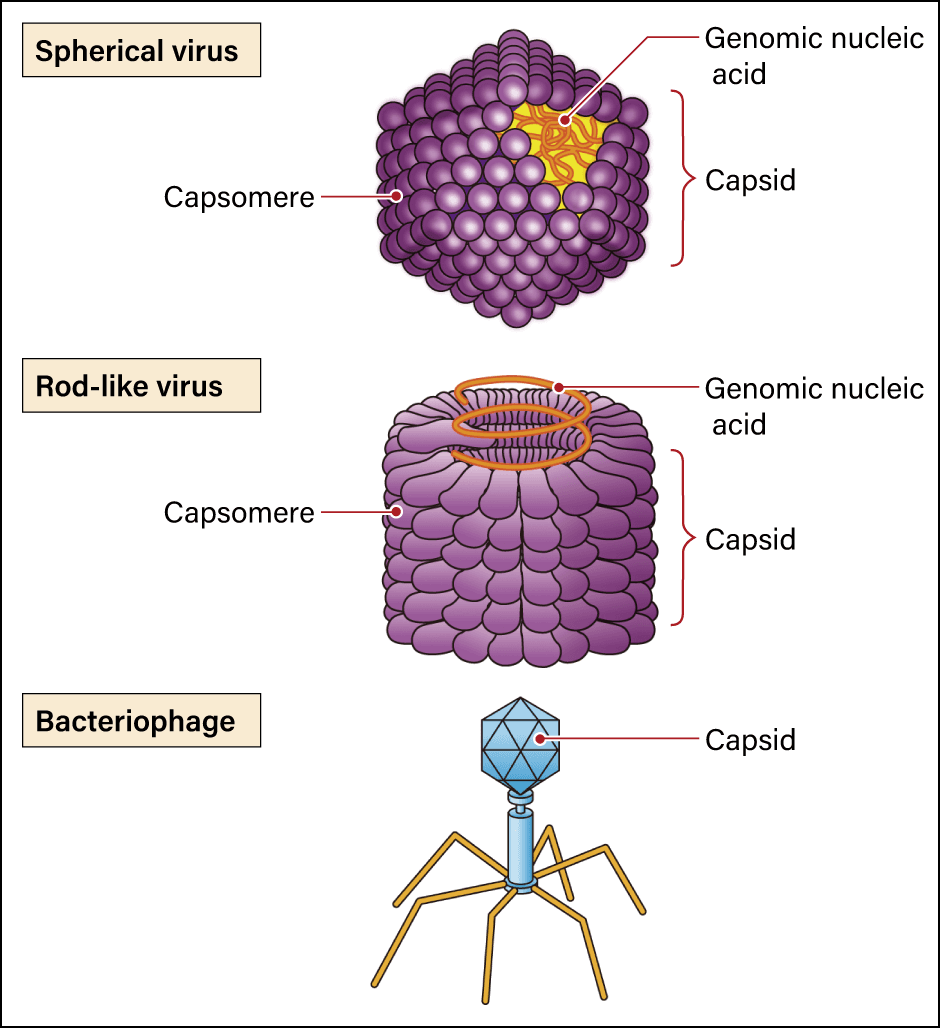 Spherical virus
Genomic nucleic
acid
Capsomere
Capsid
Rod-like virus
Genomic nucleic
acid
Capsomere
Capsid
Bacteriophage
Capsid